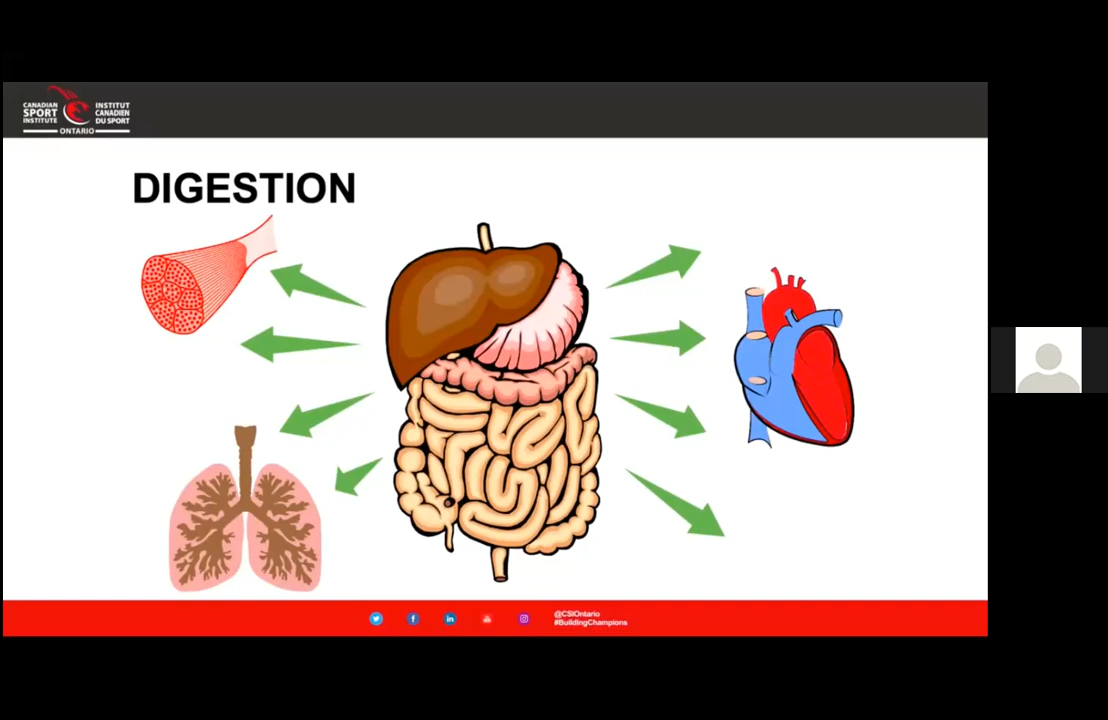 CANADIAN
SPORT
INSTITUTE
INSTITUT
CANADIEN
DU SPORT
ONTARIO
DIGESTION
@CSIOntario
#BuildingChampions